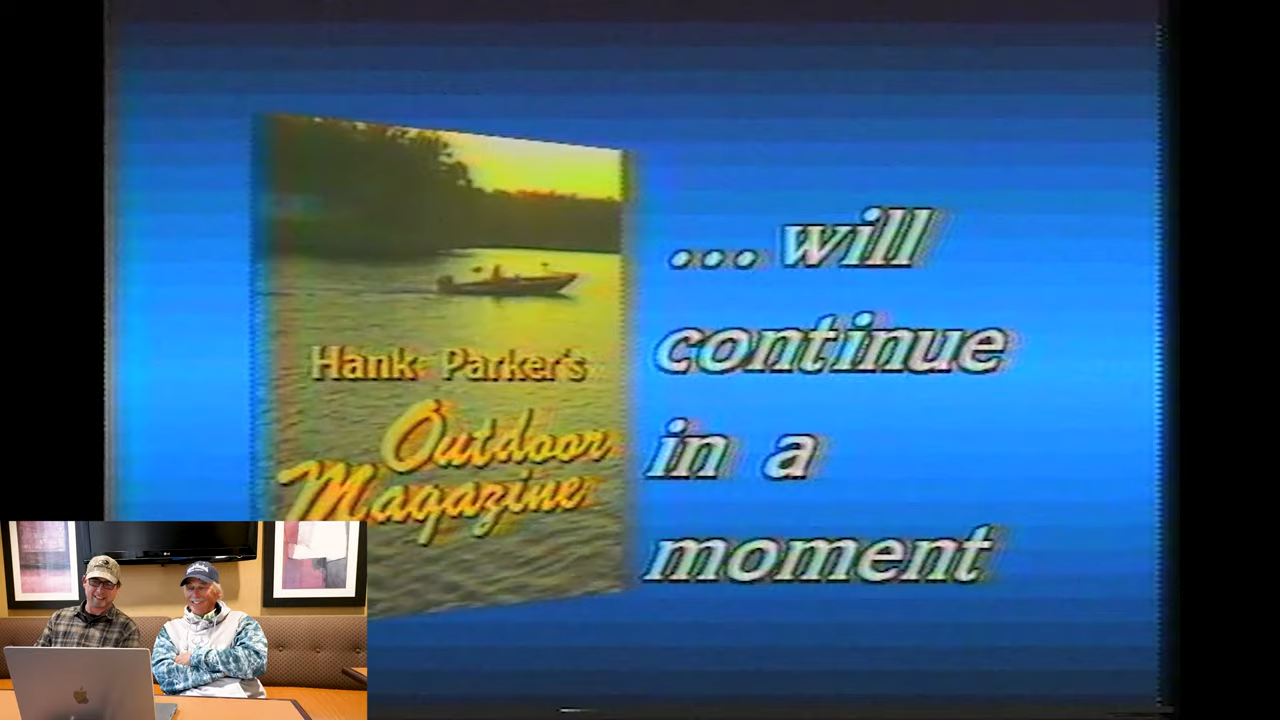 Hank Parker's
Outdoor
Magazine
...will
continue
in a
moment